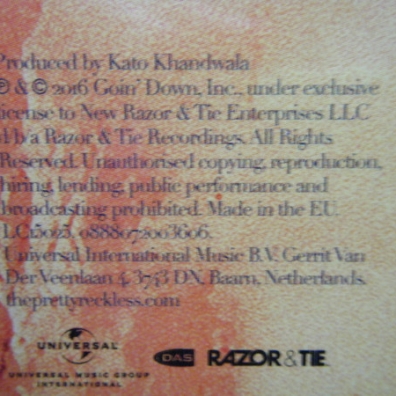 Produced by Kato Khandwala
℗ & © 2016 Goin' Down, Inc., under exclusive
license to New Razor & Tie Enterprises LLC
d/b/a Razor & Tie Recordings. All Rights
Reserved. Unauthorised copying, reproduction,
hiring, lending, public performance and
broadcasting prohibited. Made in the EU.
LC15025. 0888072003606.
Universal International Music B.V. Gerrit Van
Der Veenlaan 4, 3743 DN, Baarn, Netherlands.
theprettyreckless.com
UNIVERSAL
UNIVERSAL MUSIC GROUP
INTERNATIONAL
DAS RAZOR & TIE